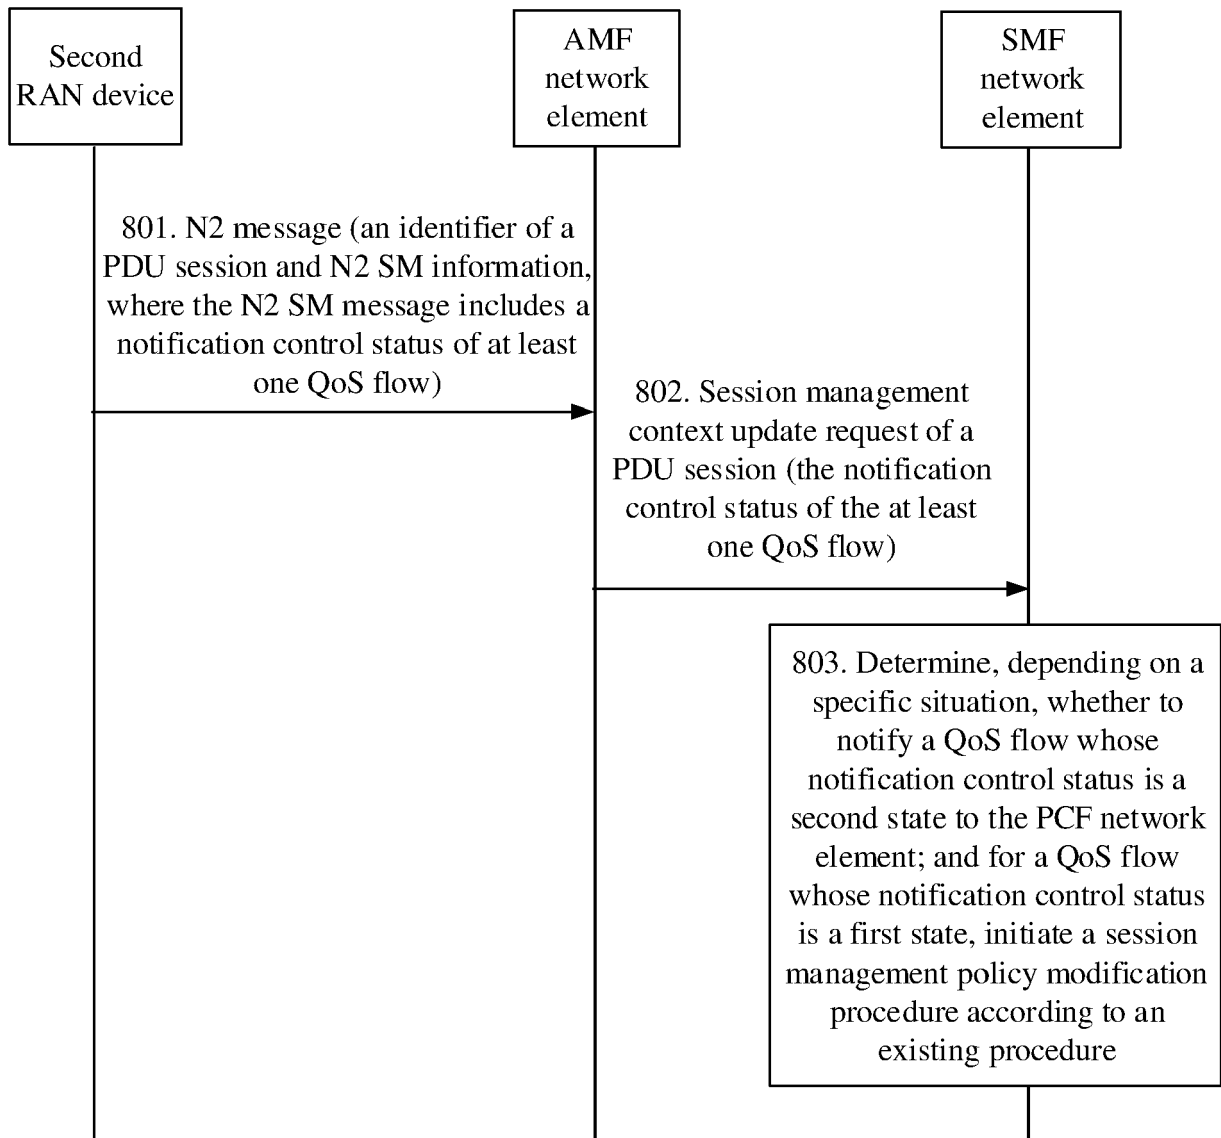 Second
RAN device
AMF
network
element
SMF
network
element
801. N2 message (an identifier of a
PDU session and N2 SM information,
where the N2 SM message includes a
notification control status of at least
one QoS flow)
802. Session management
context update request of a
PDU session (the notification
control status of the at least
one QoS flow)
803. Determine, depending on a
specific situation, whether to
notify a QoS flow whose
notification control status is a
second state to the PCF network
element; and for a QoS flow
whose notification control status
is a first state, initiate a session
management policy modification
procedure according to an
existing procedure